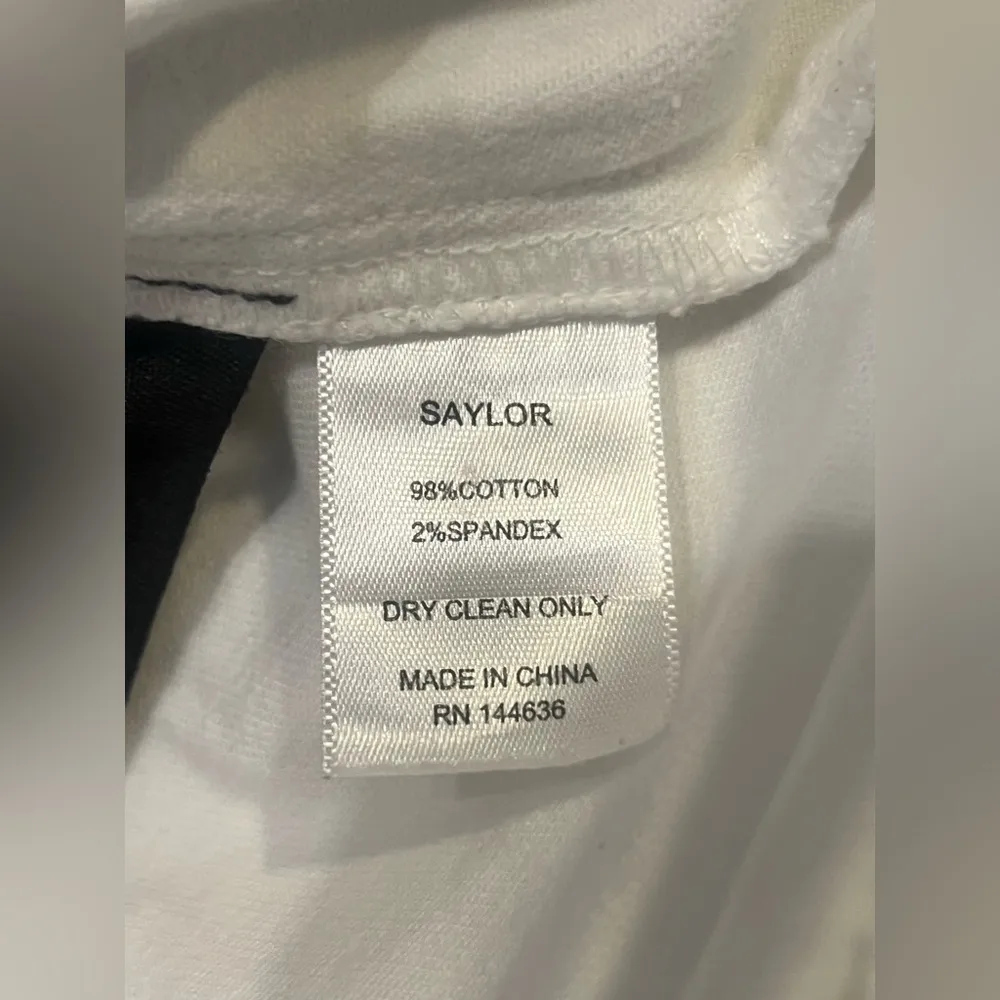 SAYLOR
98%COTTON
2%SPANDEX
DRY CLEAN ONLY
MADE IN CHINA
RN 144636